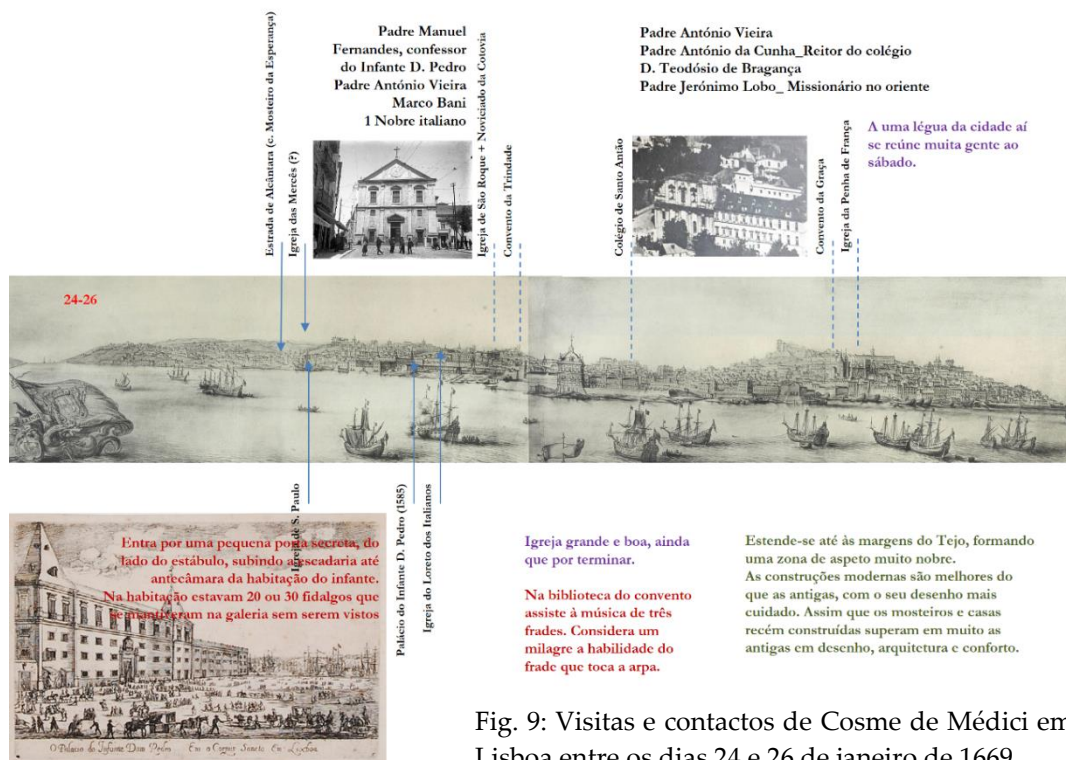 Estrada de Alcântara (c. Mosteiro da Esperança)
Igreja das Mercês (?)
Padre Manuel
Fernandes, confessor
do Infante D. Pedro
Padre António Vieira
Marco Bani
1 Nobre italiano
Igreja de São Roque + Noviciado da Cotovia
Convento da Trindade
Padre António Vieira
Padre António da Cunha_Reitor do colégio
D. Teodósio de Bragança
Padre Jerónimo Lobo_ Missionário no oriente
Colégio de Santo Antão
Convento da Graça
Igreja da Penha de França
A uma légua da cidade aí
se reúne muita gente ao
sábado.
24-26
Igreja de S. Paulo
Palácio do Infante D. Pedro (1585)
Igreja do Loreto dos Italianos
Entra por uma pequena porta secreta, do
lado do estábulo, subindo a escadaria até
antecâmara da habitação do infante.
Na habitação estavam 20 ou 30 fidalgos que
se mantiveram na galeria sem serem vistos
O Palacio do Infante Dom Pedro Em o Corpus Sancto En Lixboa
Igreja grande e boa, ainda
que por terminar.
Na biblioteca do convento
assiste à música de três
frades. Considera um
milagre a habilidade do
frade que toca a arpa.
Estende-se até às margens do Tejo, formando
uma zona de aspeto muito nobre.
As construções modernas são melhores do
que as antigas, com o seu desenho mais
cuidado. Assim que os mosteiros e casas
recém construídas superam em muito as
antigas em desenho, arquitetura e conforto.
Fig. 9: Visitas e contactos de Cosme de Médici em
Lisboa entre os dias 24 e 26 de janeiro de 1669